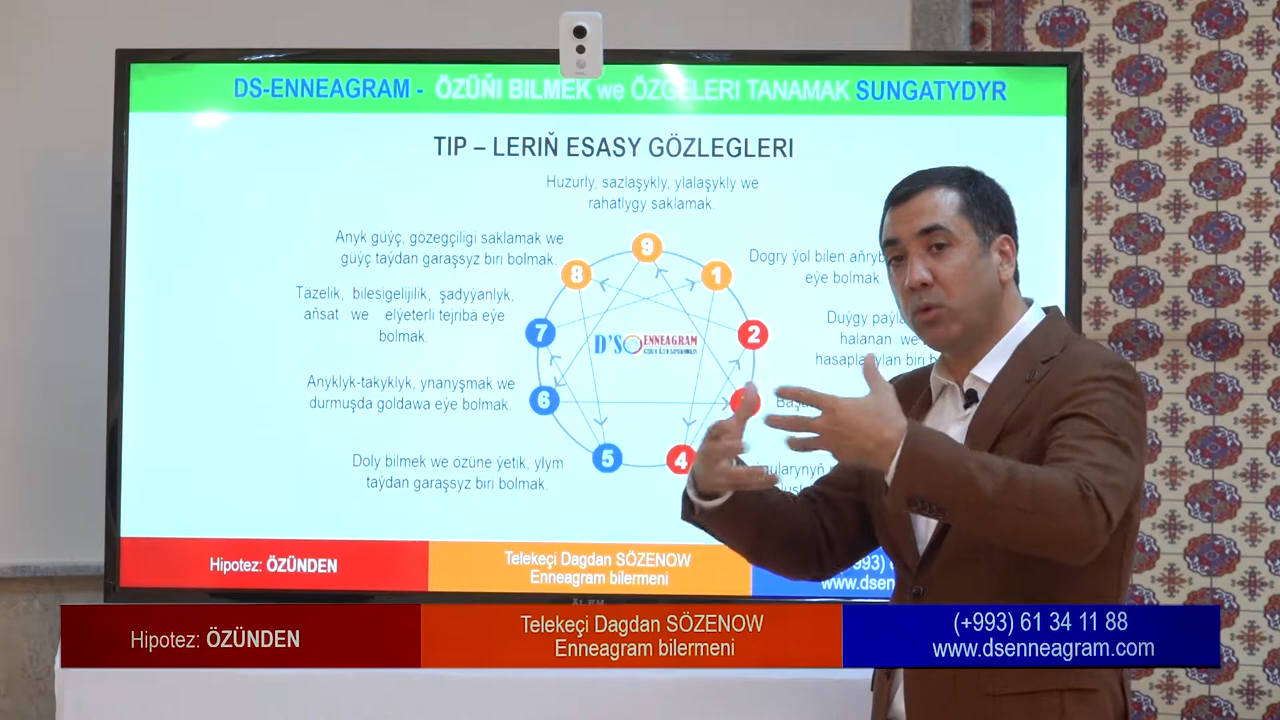 DS-ENNEAGRAM - ÖZÜŇI BILMEK we ÖZGELERI TANAMAK SUNGATYDYR
TIP – LERIŇ ESASY GÖZLEGLERI
Huzurly, sazlaşykly, ylalaşykly we
rahatlygy saklamak.
Anyk güýç, gözegçiligi saklamak we
güýç taýdan garaşsyz biri bolmak.
Täzelik, bilesigelijilik, şadyýanlyk,
aňsat we elýeterli tejribä eýe
bolmak.
Anyklyk-takyklyk, ynanyşmak we
durmuşda goldawa eýe bolmak.
Doly bilmek we özüne ýetik, ylym
taýdan garaşsyz biri bolmak.
9
8
1
7
2
6
5
4
D'S ENNEAGRAM
Dogry ýol bilen
eýe bolmak.
Duýgy
halanan we
biri
Hipotez: ÖZÜNDEN
Telekeçi Dagdan SÖZENOW
Enneagram bilermeni
Hipotez: ÖZÜNDEN
Telekeçi Dagdan SÖZENOW
Enneagram bilermeni
(+993) 61 34 11 88
www.dsenneagram.com